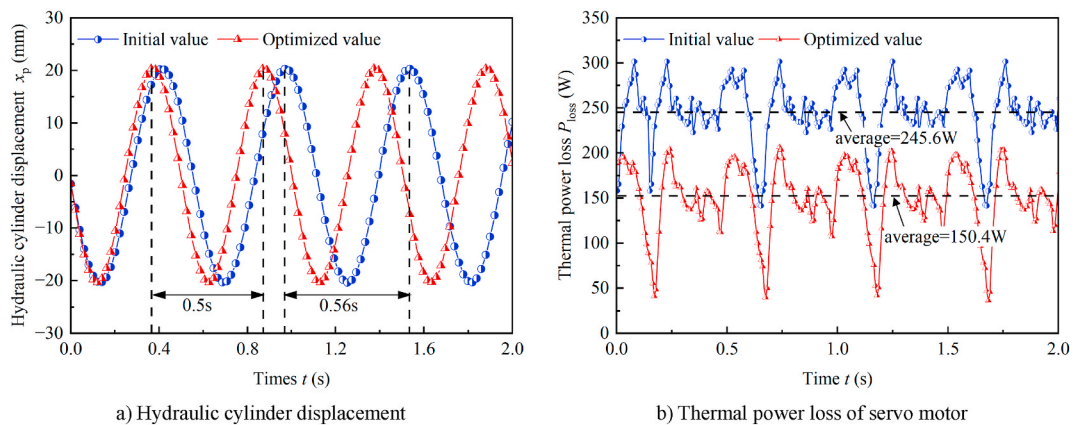 Initial value
Optimized value
Hydraulic cylinder displacement xp (mm)
30
20
10
0
−10
−20
−30
0.5s
0.56s
0.0
0.4
0.8
1.2
1.6
2.0
Times t (s)
a) Hydraulic cylinder displacement
Initial value
Optimized value
Thermal power loss Ploss (W)
350
300
250
200
150
100
50
0
average=245.6W
average=150.4W
0.0
0.5
1.0
1.5
2.0
Time t (s)
b) Thermal power loss of servo motor